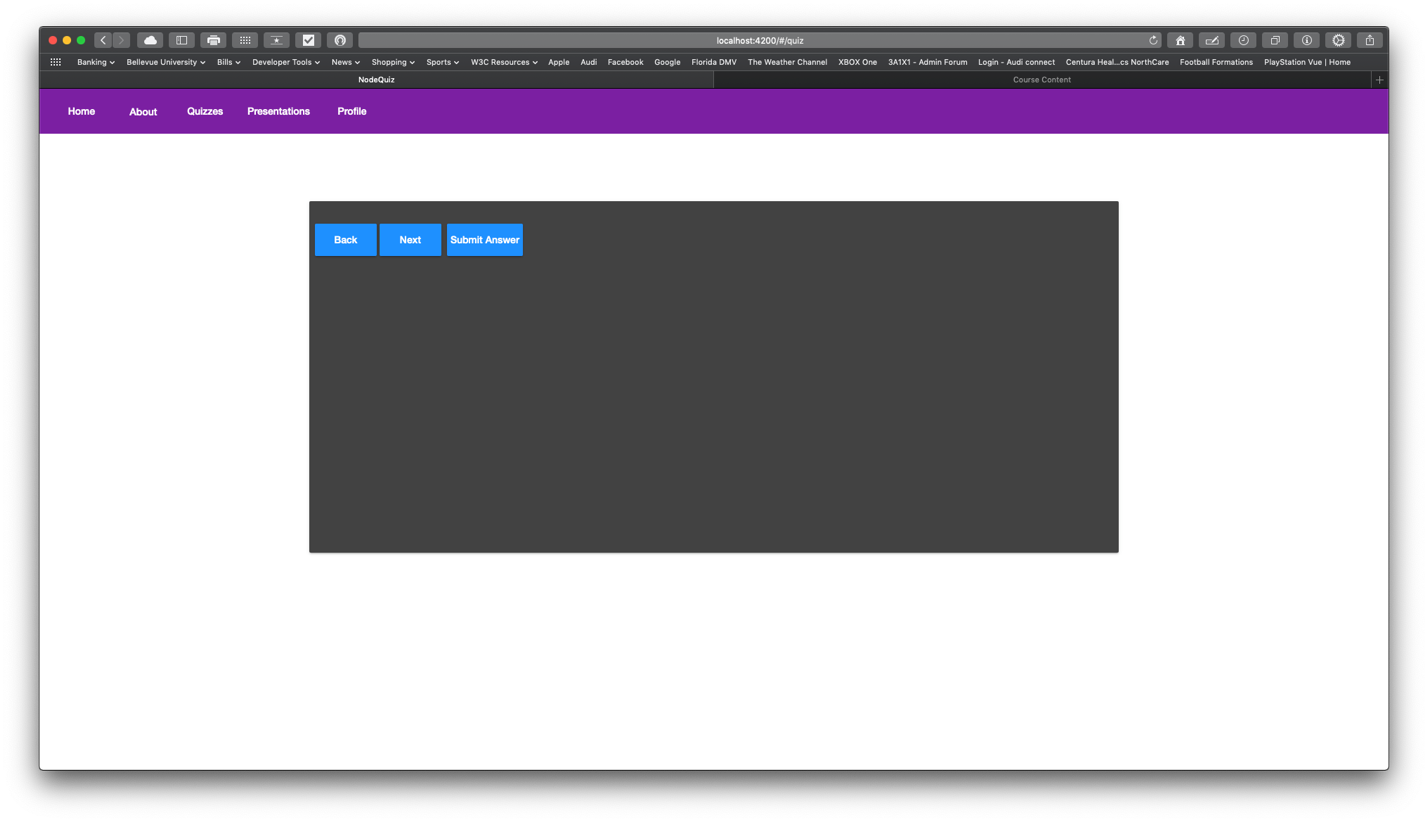 localhost:4200/#/quiz
Banking Bellevue University Bills Developer Tools News Shopping Sports W3C Resources Apple Audi Facebook Google Florida DMV The Weather Channel XBOX One 3A1X1 - Admin Forum Login - Audi connect Centura Heal...cs NorthCare Football Formations PlayStation Vue | Home
NodeQuiz Course Content
Home About Quizzes Presentations Profile
Back Next Submit Answer